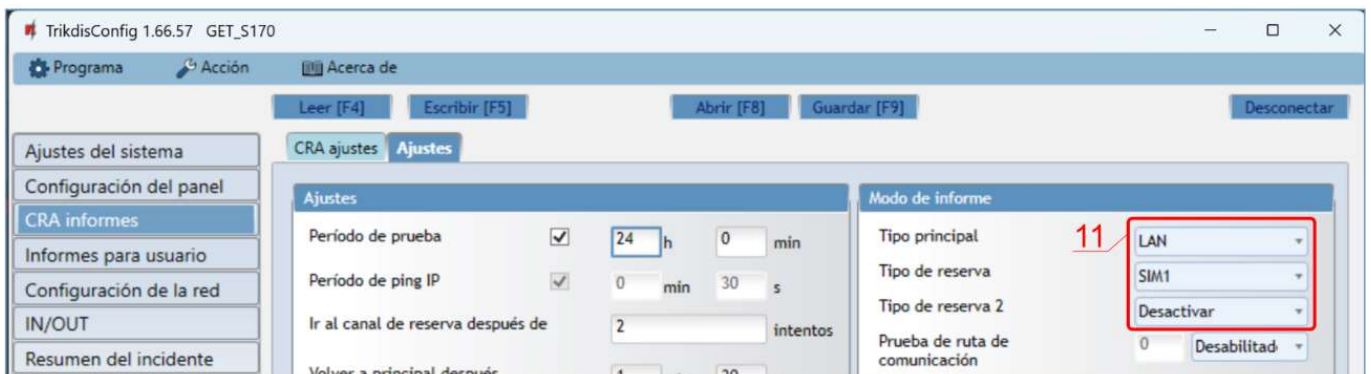 TrikdisConfig 1.66.57 GET_S170
Programa Acción Acerca de
Leer [F4] Escribir [F5] Abrir [F8] Guardar [F9] Desconectar
Ajustes del sistema
Configuración del panel
CRA informes
Informes para usuario
Configuración de la red
IN/OUT
Resumen del incidente
CRA ajustes Ajustes
Ajustes
Período de prueba 24 h 0 min
Período de ping IP 0 min 30 s
Ir al canal de reserva después de 2 intentos
Volver a principal después
Modo de informe
Tipo principal 11 LAN
Tipo de reserva SIM1
Tipo de reserva 2 Desactivar
Prueba de ruta de
comunicación 0 Desabilitad